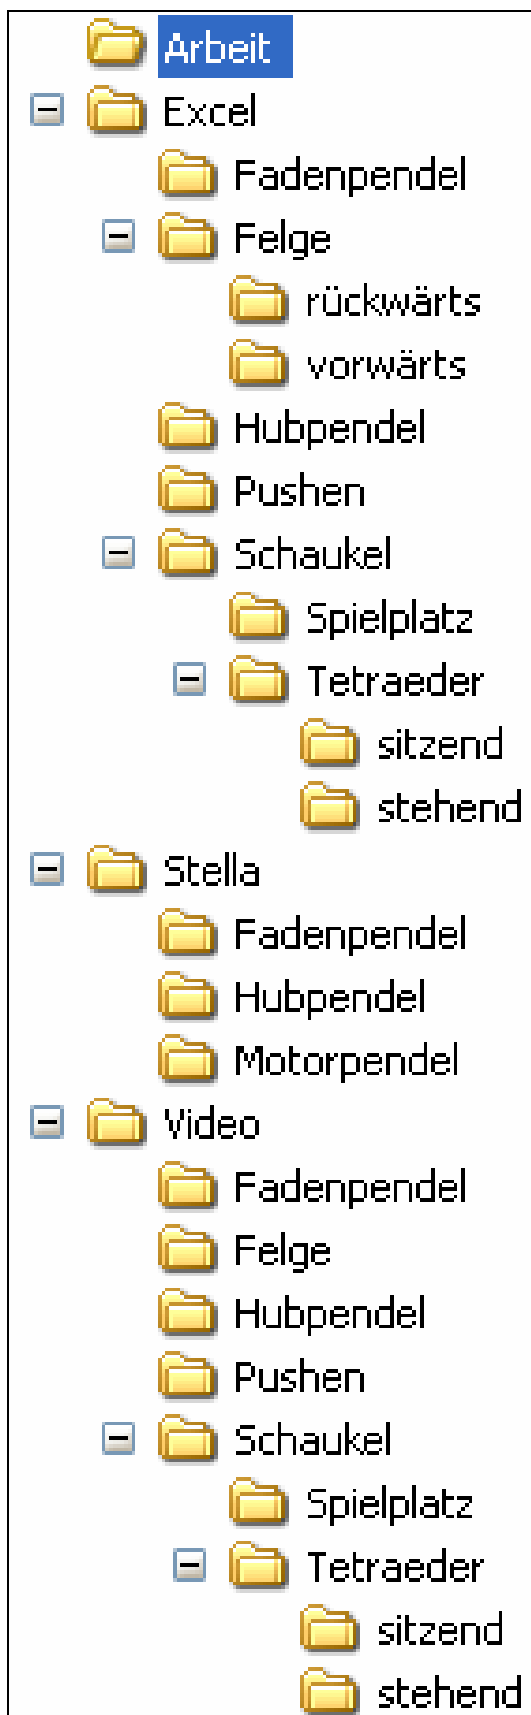 Arbeit
Excel
Fadenpendel
Felge
rückwärts
vorwärts
Hubpendel
Pushen
Schaukel
Spielplatz
Tetraeder
sitzend
stehend
Stella
Fadenpendel
Hubpendel
Motorpendel
Video
Fadenpendel
Felge
Hubpendel
Pushen
Schaukel
Spielplatz
Tetraeder
sitzend
stehend